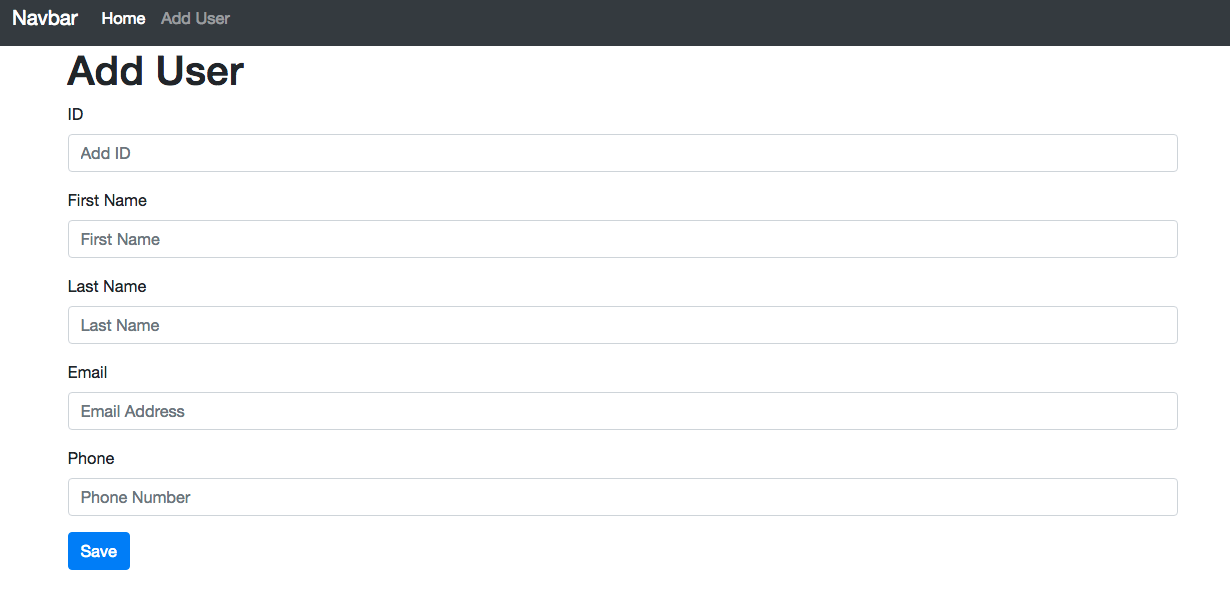 Navbar Home Add User
Add User
ID
Add ID
First Name
First Name
Last Name
Last Name
Email
Email Address
Phone
Phone Number
Save